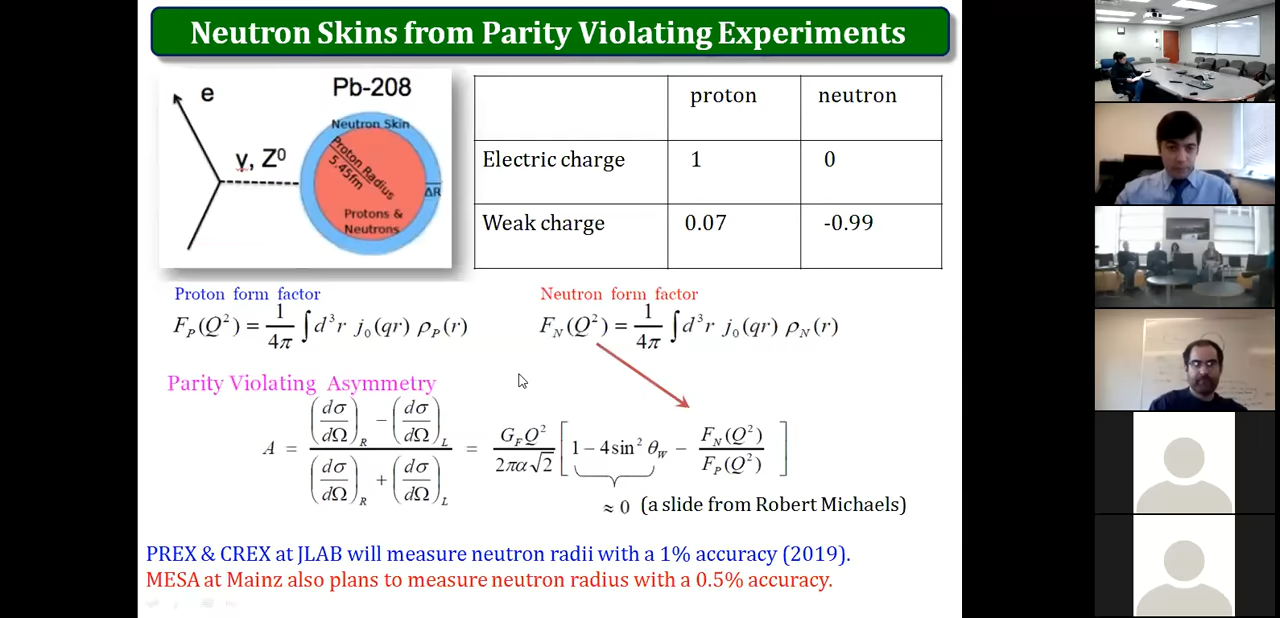 Neutron Skins from Parity Violating Experiments
e
Pb-208
γ, Z⁰
Neutron Skin
Proton Radius
5.45fm
ΔR
Protons &
Neutrons
proton neutron
Electric charge 1 0
Weak charge 0.07 -0.99
Proton form factor
F_P(Q²) = 1/4π ∫d³r j₀(qr) ρ_P(r)
Neutron form factor
F_N(Q²) = 1/4π ∫d³r j₀(qr) ρ_N(r)
Parity Violating Asymmetry
A = ((dσ/dΩ)_R − (dσ/dΩ)_L) / ((dσ/dΩ)_R + (dσ/dΩ)_L) = G_F Q² / 2πα√2 [1 − 4 sin² θ_w − F_N(Q²)/F_P(Q²)]
≈ 0 (a slide from Robert Michaels)
PREX & CREX at JLAB will measure neutron radii with a 1% accuracy (2019).
MESA at Mainz also plans to measure neutron radius with a 0.5% accuracy.